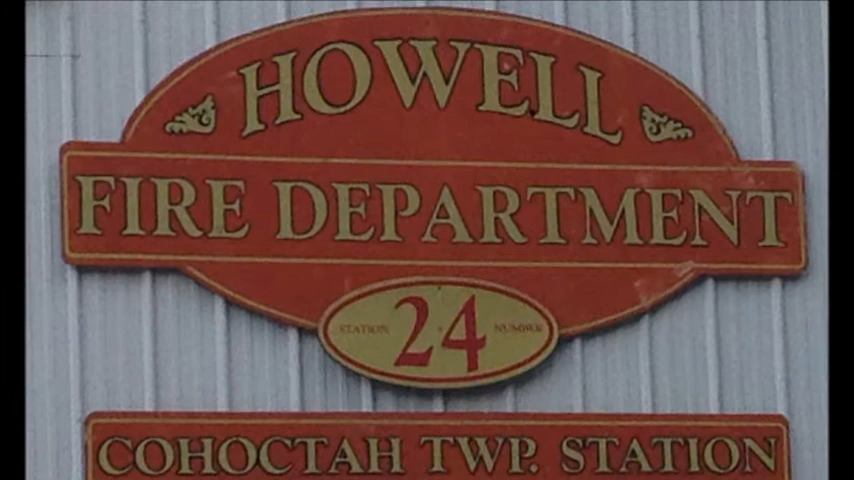 HOWELL
FIRE DEPARTMENT
STATION 24 NUMBER
COHOCTAH TWP. STATION